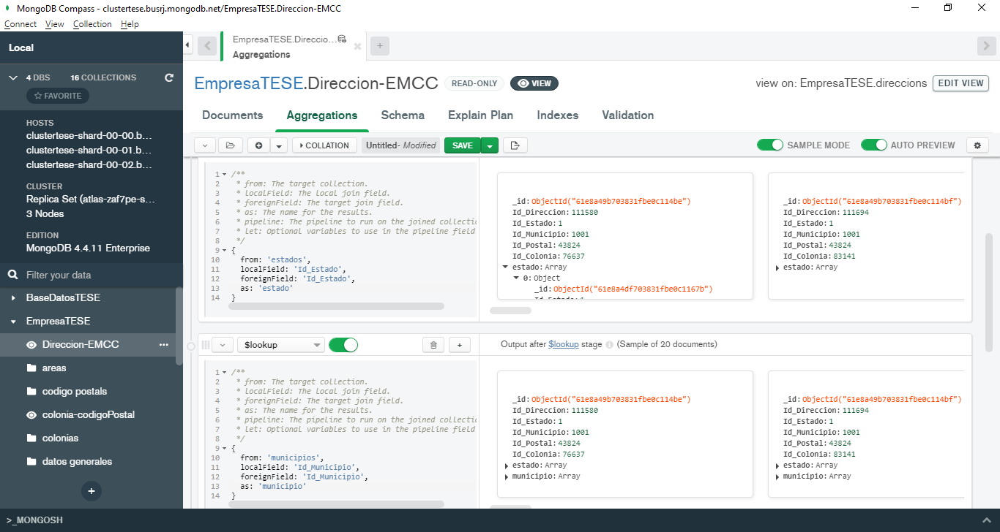 MongoDB Compass - clustertese.busrj.mongodb.net/EmpresaTESE.Direccion-EMCC
Connect View Collection Help
Local
4 DBS 16 COLLECTIONS
FAVORITE
HOSTS
clustertese-shard-00-00.b...
clustertese-shard-00-01.b...
clustertese-shard-00-02.b...
CLUSTER
Replica Set (atlas-zaf7pe-s...
3 Nodes
EDITION
MongoDB 4.4.11 Enterprise
Filter your data
BaseDatosTESE
EmpresaTESE
Direccion-EMCC ...
areas
codigo postals
colonia-codigoPostal
colonias
datos generales
+
>_MONGOSH
EmpresaTESE.Direccio...
Aggregations
+
EmpresaTESE.Direccion-EMCC READ-ONLY VIEW
view on: EmpresaTESE.direccions EDIT VIEW
Documents Aggregations Schema Explain Plan Indexes Validation
COLLATION Untitled- Modified SAVE SAMPLE MODE AUTO PREVIEW
1 /**
2 * from: The target collection.
3 * localField: The local join field.
4 * foreignField: The target join field.
5 * as: The name for the results.
6 * pipeline: The pipeline to run on the joined collecti
7 * let: Optional variables to use in the pipeline field
8 */
9 {
10 from: 'estados',
11 localField: 'Id_Estado',
12 foreignField: 'Id_Estado',
13 as: 'estado'
14 }
_id: ObjectId("61e8a49b703831fbe0c114be")
Id_Direccion: 111580
Id_Estado: 1
Id_Municipio: 1001
Id_Postal: 43824
Id_Colonia: 76637
estado: Array
0: Object
_id: ObjectId("61e8a4df703831fbe0c1167b")
Id_Estado: 1
_id: ObjectId("61e8a49b703831fbe0c114bf")
Id_Direccion: 111694
Id_Estado: 1
Id_Municipio: 1001
Id_Postal: 43824
Id_Colonia: 83141
estado: Array
$lookup +
Output after $lookup stage (Sample of 20 documents)
1 /**
2 * from: The target collection.
3 * localField: The local join field.
4 * foreignField: The target join field.
5 * as: The name for the results.
6 * pipeline: The pipeline to run on the joined collecti
7 * let: Optional variables to use in the pipeline field
8 */
9 {
10 from: 'municipios',
11 localField: 'Id_Municipio',
12 foreignField: 'Id_Municipio',
13 as: 'municipio'
14 }
_id: ObjectId("61e8a49b703831fbe0c114be")
Id_Direccion: 111580
Id_Estado: 1
Id_Municipio: 1001
Id_Postal: 43824
Id_Colonia: 76637
estado: Array
municipio: Array
_id: ObjectId("61e8a49b703831fbe0c114bf")
Id_Direccion: 111694
Id_Estado: 1
Id_Municipio: 1001
Id_Postal: 43824
Id_Colonia: 83141
estado: Array
municipio: Array